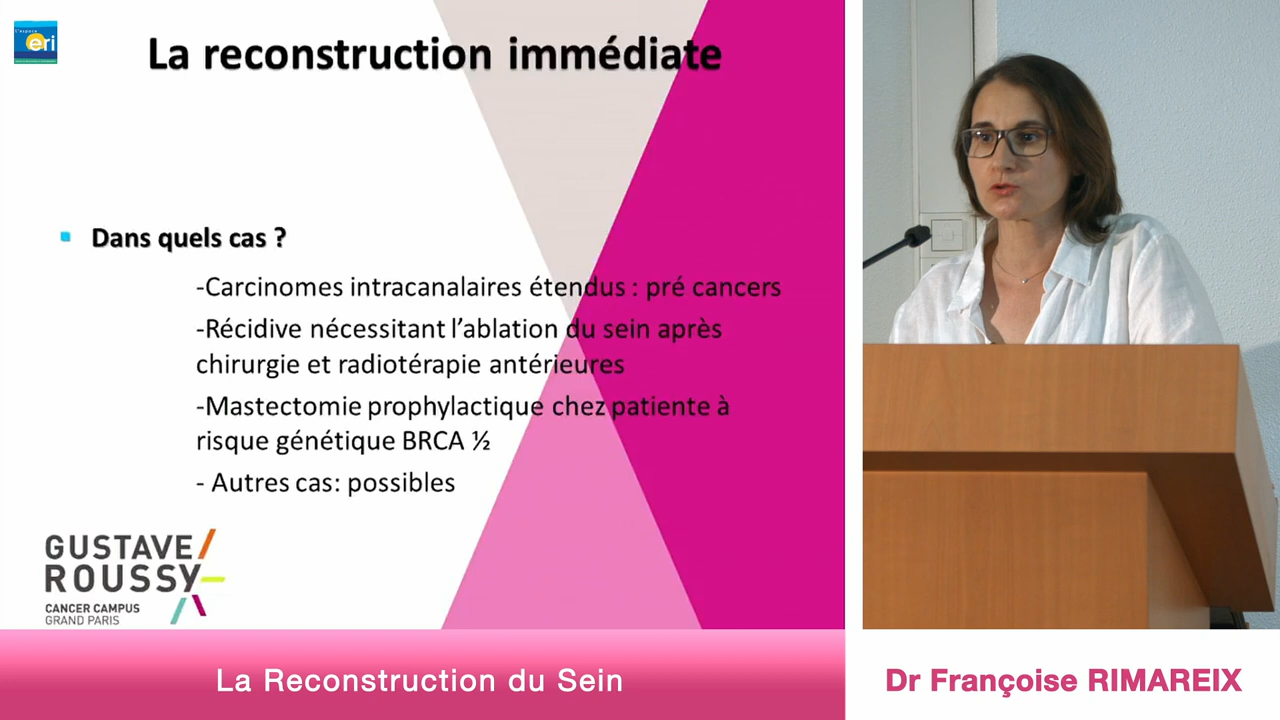 l'espace
eri
La reconstruction immédiate
Dans quels cas ?
-Carcinomes intracanalaires étendus : pré cancers
-Récidive nécessitant l'ablation du sein après
chirurgie et radiotérapie antérieures
-Mastectomie prophylactique chez patiente à
risque génétique BRCA ½
- Autres cas: possibles
GUSTAVE/
ROUSSY
CANCER CAMPUS
GRAND PARIS
La Reconstruction du Sein
Dr Françoise RIMAREIX